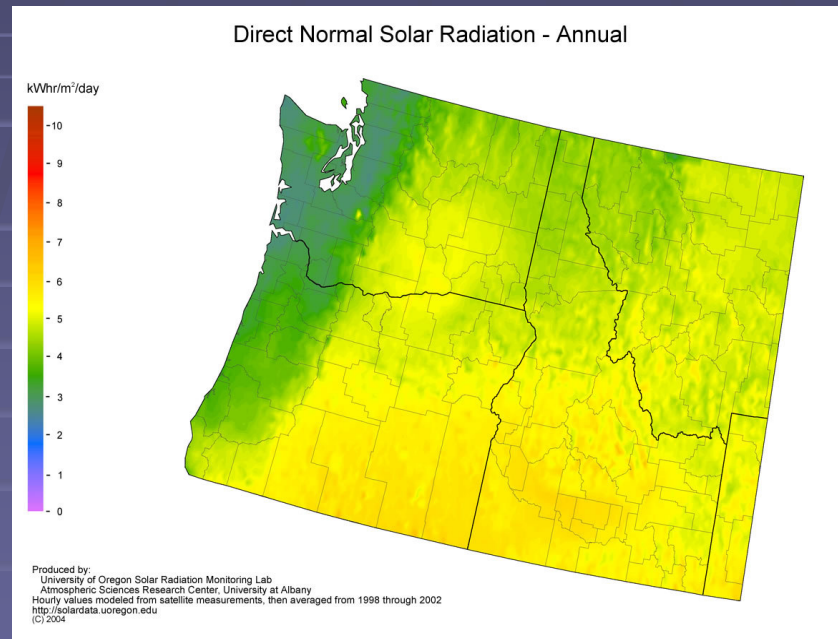 Direct Normal Solar Radiation - Annual
kWhr/m²/day
10
9
8
7
6
5
4
3
2
1
0
Produced by:
University of Oregon Solar Radiation Monitoring Lab
Atmospheric Sciences Research Center, University at Albany
Hourly values modeled from satellite measurements, then averaged from 1998 through 2002
http://solardata.uoregon.edu
(C) 2004